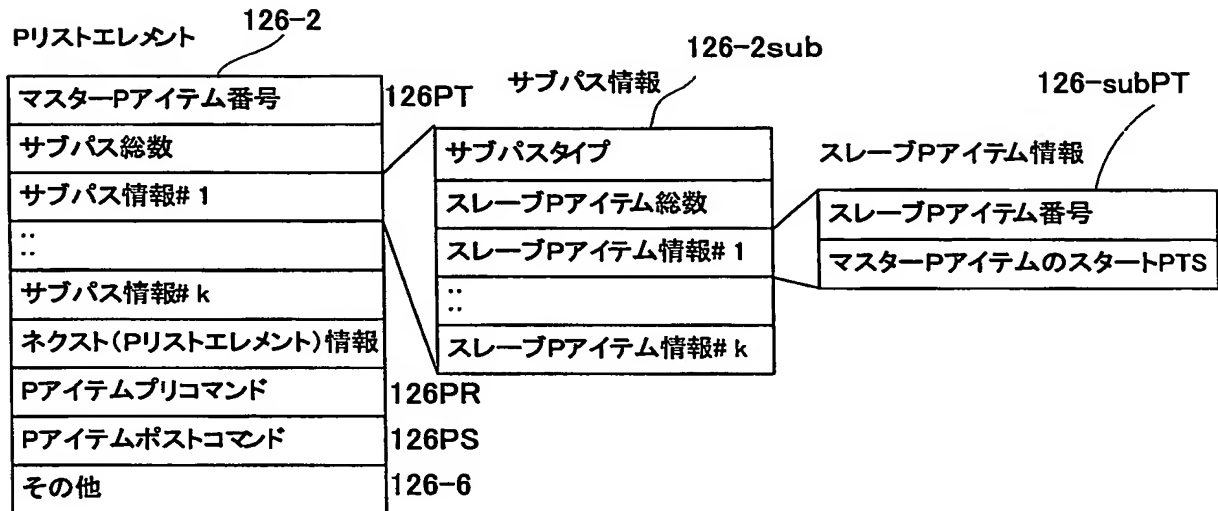 Pリストエレメント
126-2
マスターPアイテム番号
126PT
サブパス総数
サブパス情報#1
::
サブパス情報#k
ネクスト(Pリストエレメント)情報
Pアイテムプリコマンド
126PR
Pアイテムポストコマンド
126PS
その他
126-6
サブパス情報
126-2sub
サブパスタイプ
スレーブPアイテム総数
スレーブPアイテム情報#1
::
スレーブPアイテム情報#k
スレーブPアイテム情報
126-subPT
スレーブPアイテム番号
マスターPアイテムのスタートPTS